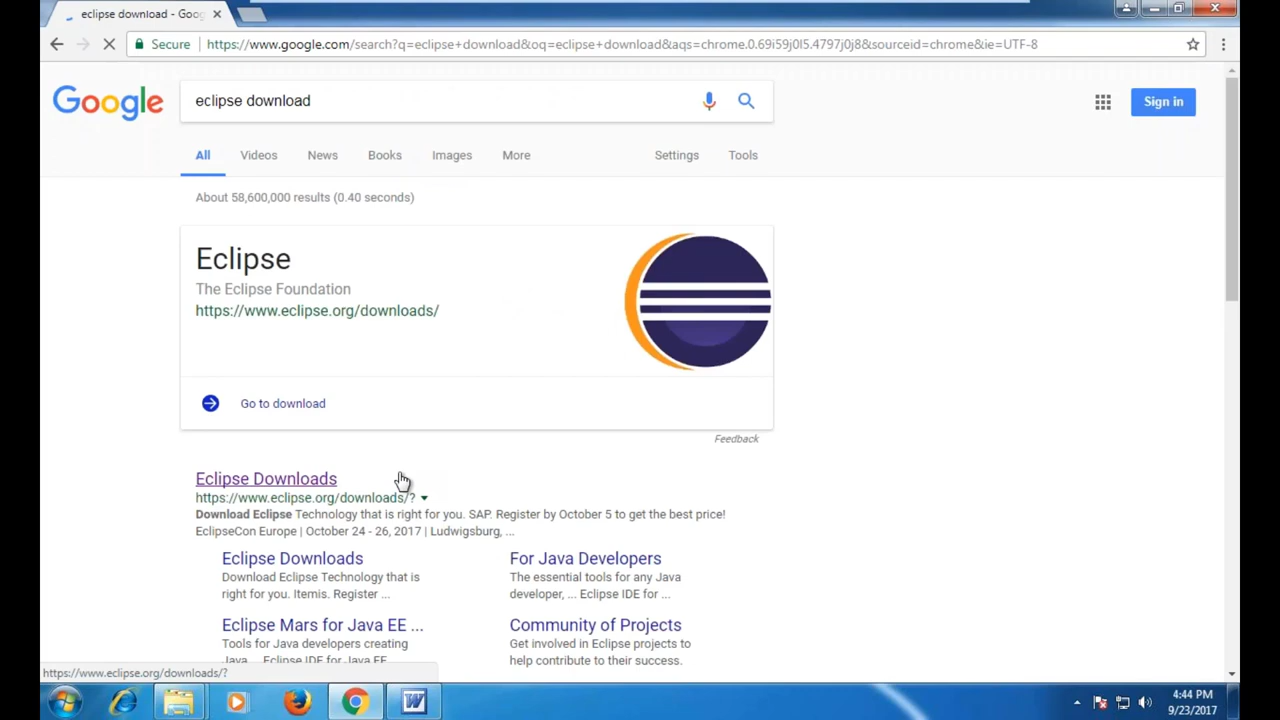 eclipse download - Goog
Secure
https://www.google.com/search?q=eclipse+download&oq=eclipse+download&aqs=chrome.0.69i59j0l5.4797j0j8&sourceid=chrome&ie=UTF-8
Google
eclipse download
Sign in
All Videos News Books Images More Settings Tools
About 58,600,000 results (0.40 seconds)
Eclipse
The Eclipse Foundation
https://www.eclipse.org/downloads/
Go to download
Feedback
Eclipse Downloads
https://www.eclipse.org/downloads/?
Download Eclipse Technology that is right for you. SAP. Register by October 5 to get the best price!
EclipseCon Europe | October 24 - 26, 2017 | Ludwigsburg, ...
Eclipse Downloads
Download Eclipse Technology that is
right for you. Itemis. Register ...
For Java Developers
The essential tools for any Java
developer, ... Eclipse IDE for ...
Eclipse Mars for Java EE ...
Tools for Java developers creating
Java ... Eclipse IDE for Java EE
Community of Projects
Get involved in Eclipse projects to
help contribute to their success.
https://www.eclipse.org/downloads/?
4:44 PM
9/23/2017